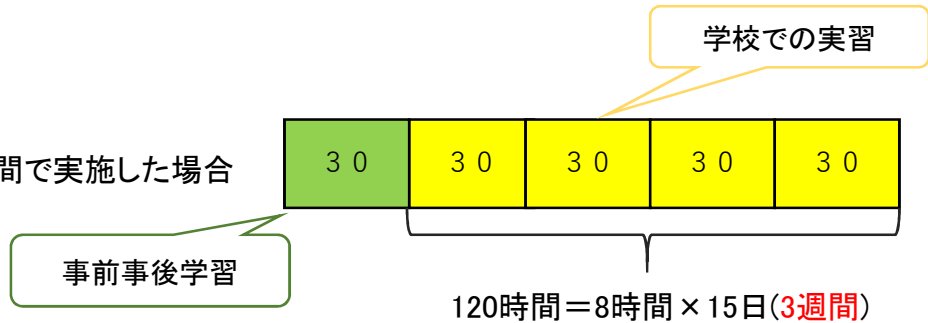 学校での実習
間で実施した場合
３０ ３０ ３０ ３０ ３０
事前事後学習
120時間＝8時間×15日(3週間)